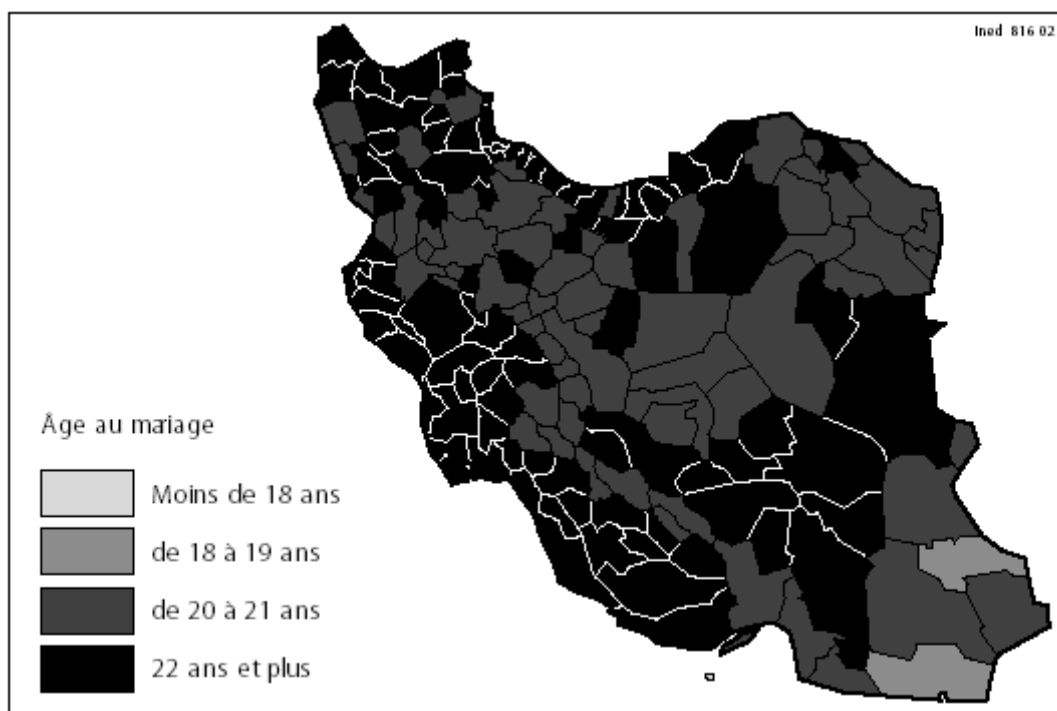 Ined 816 02
Âge au mariage
Moins de 18 ans
de 18 à 19 ans
de 20 à 21 ans
22 ans et plus